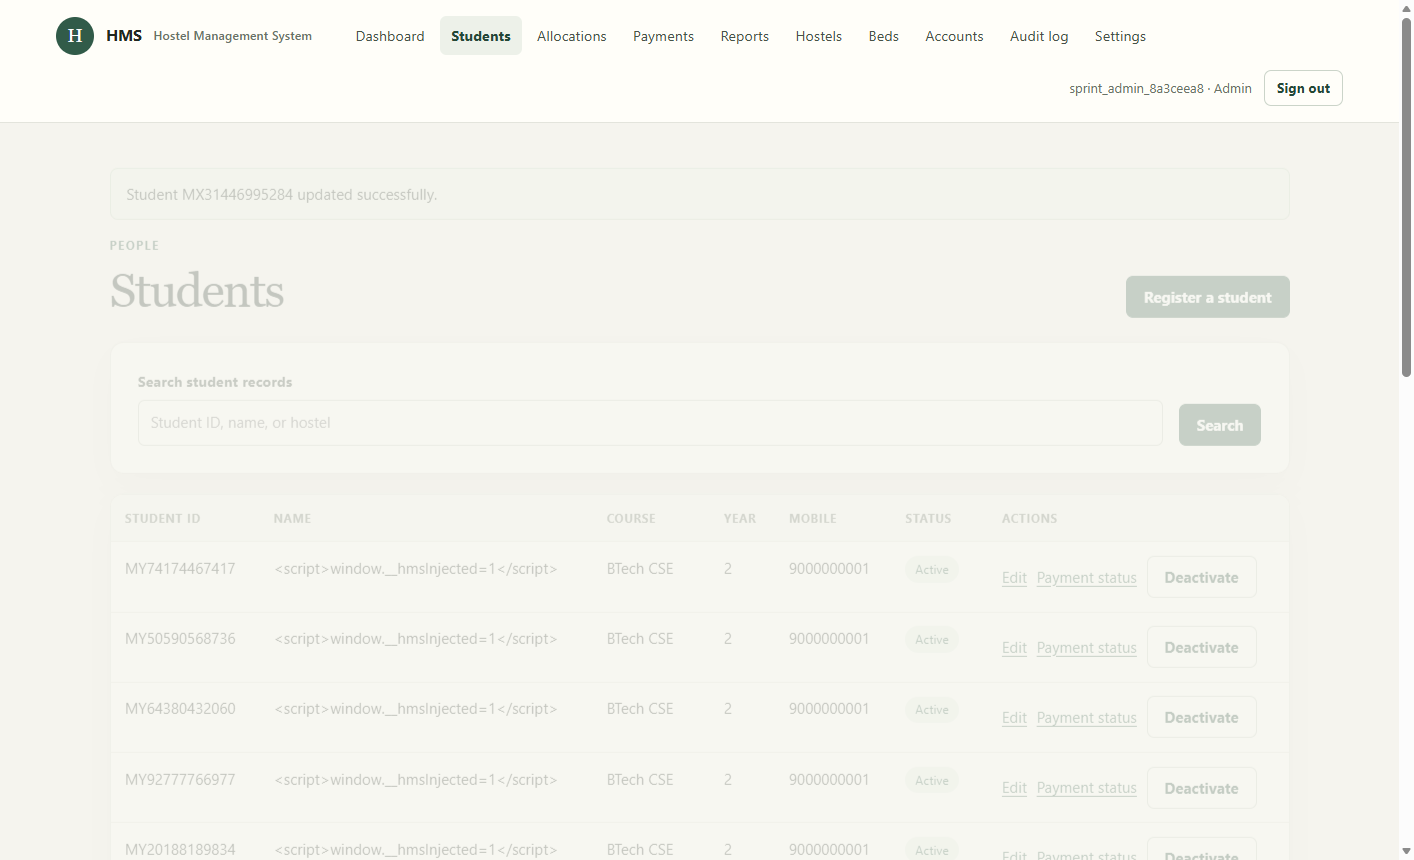 H HMS Hostel Management System Dashboard Students Allocations Payments Reports Hostels Beds Accounts Audit log Settings
sprint_admin_8a3ceea8 · Admin Sign out
Student MX31446995284 updated successfully.
PEOPLE
Students
Register a student
Search student records
Student ID, name, or hostel
Search
STUDENT ID NAME COURSE YEAR MOBILE STATUS ACTIONS
MY74174467417 <script>window.__hmsInjected=1</script> BTech CSE 2 9000000001 Active Edit Payment status Deactivate
MY50590568736 <script>window.__hmsInjected=1</script> BTech CSE 2 9000000001 Active Edit Payment status Deactivate
MY64380432060 <script>window.__hmsInjected=1</script> BTech CSE 2 9000000001 Active Edit Payment status Deactivate
MY92777766977 <script>window.__hmsInjected=1</script> BTech CSE 2 9000000001 Active Edit Payment status Deactivate
MY20188189834 <script>window.__hmsInjected=1</script> BTech CSE 2 9000000001 Active Edit Payment status Deactivate